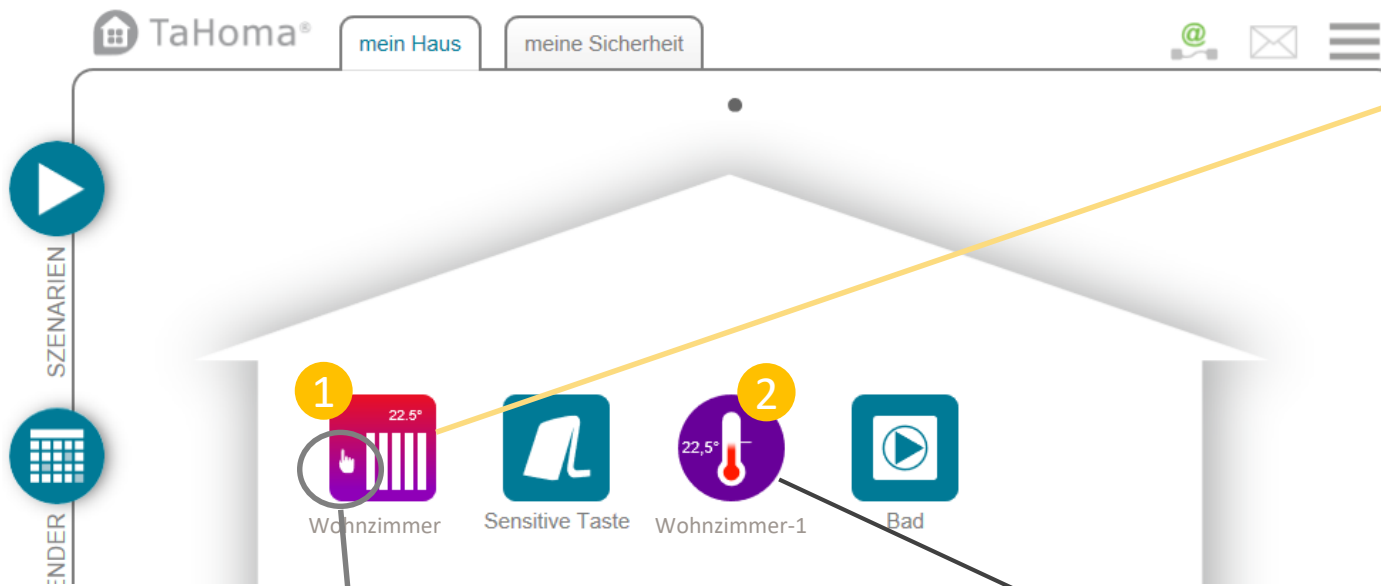 TaHoma®
mein Haus
meine Sicherheit
@
SZENARIEN
1
22.5°
2
22,5°
Wohnzimmer
Sensitive Taste
Wohnzimmer-1
Bad
ENDER